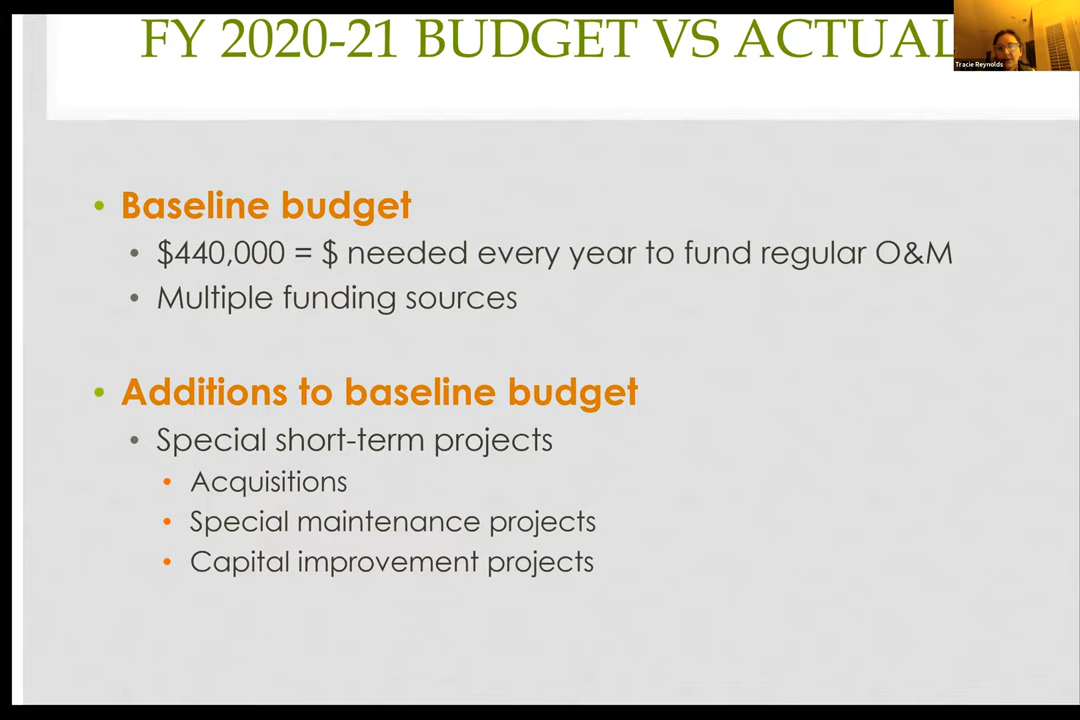 FY 2020-21 BUDGET VS ACTUAL
Tracie Reynolds
• Baseline budget
• $440,000 = $ needed every year to fund regular O&M
• Multiple funding sources
• Additions to baseline budget
• Special short-term projects
• Acquisitions
• Special maintenance projects
• Capital improvement projects